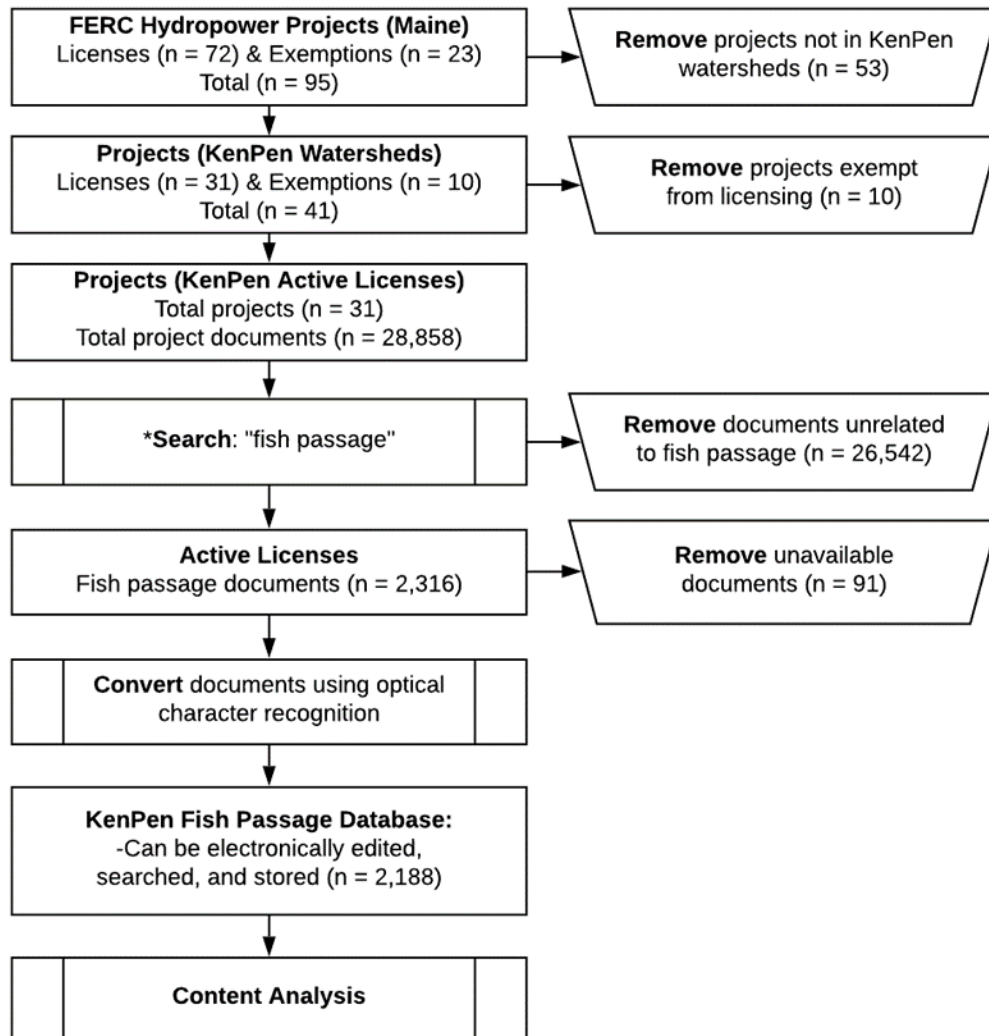 FERC Hydropower Projects (Maine)
Licenses (n = 72) & Exemptions (n = 23)
Total (n = 95)
Remove projects not in KenPen
watersheds (n = 53)
Projects (KenPen Watersheds)
Licenses (n = 31) & Exemptions (n = 10)
Total (n = 41)
Remove projects exempt
from licensing (n = 10)
Projects (KenPen Active Licenses)
Total projects (n = 31)
Total project documents (n = 28,858)
*Search: "fish passage"
Remove documents unrelated
to fish passage (n = 26,542)
Active Licenses
Fish passage documents (n = 2,316)
Remove unavailable
documents (n = 91)
Convert documents using optical
character recognition
KenPen Fish Passage Database:
-Can be electronically edited,
searched, and stored (n = 2,188)
Content Analysis